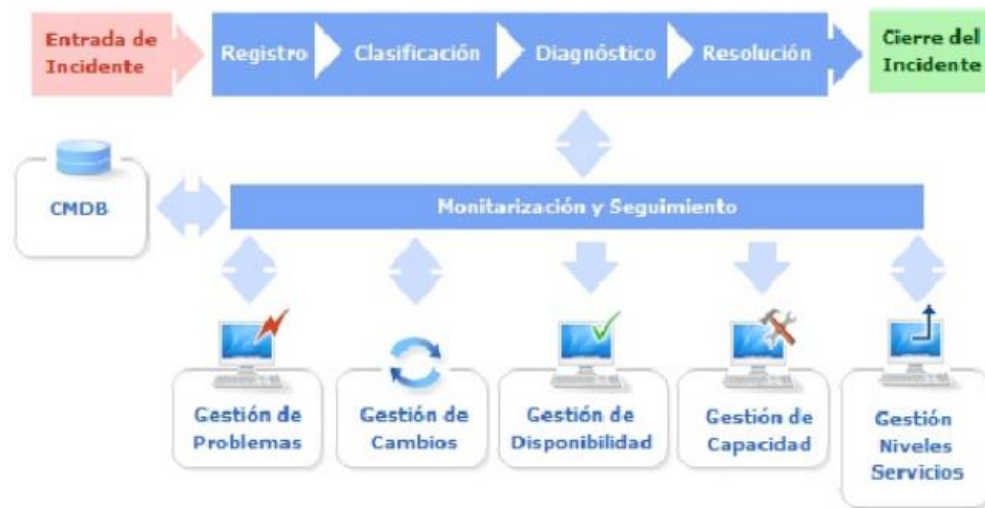 Entrada de
Incidente
Registro
Clasificación
Diagnóstico
Resolución
Cierre del
Incidente
CMDB
Monitarización y Seguimiento
Gestión de
Problemas
Gestión de
Cambios
Gestión de
Disponibilidad
Gestión de
Capacidad
Gestión
Niveles
Servicios